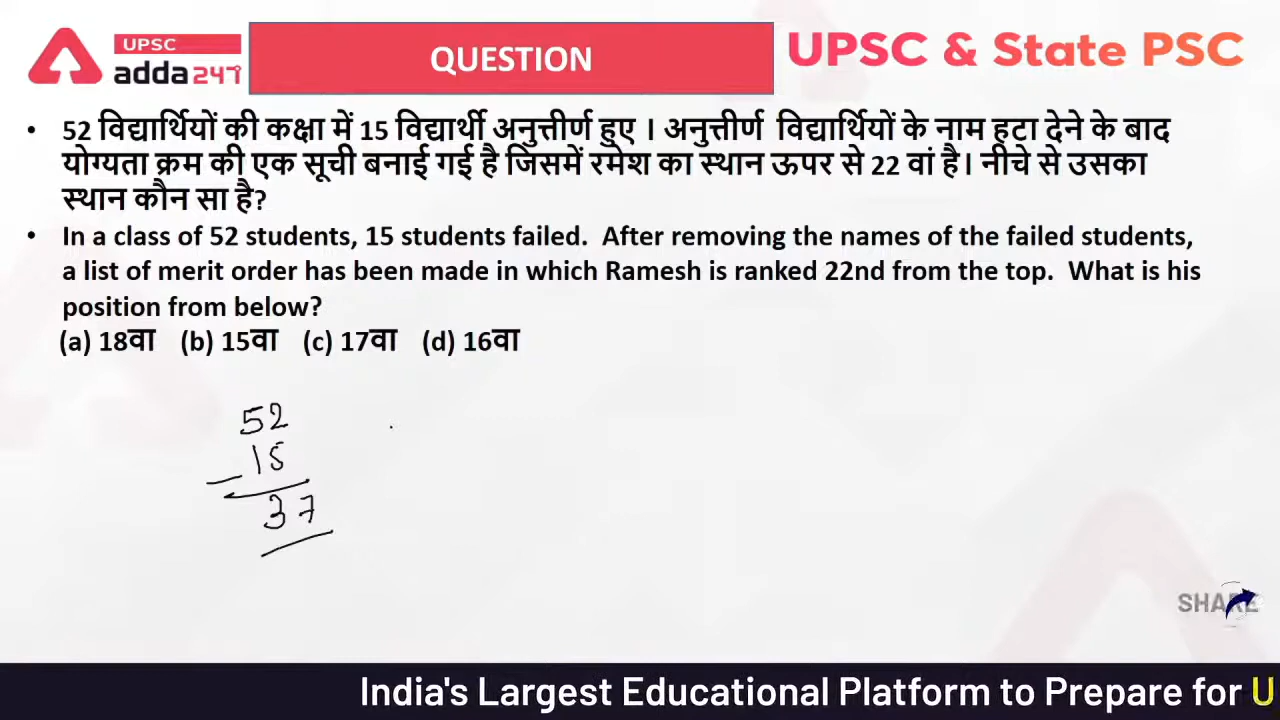 UPSC
adda247
QUESTION
UPSC & State PSC
• 52 विद्यार्थियों की कक्षा में 15 विद्यार्थी अनुत्तीर्ण हुए । अनुत्तीर्ण विद्यार्थियों के नाम हटा देने के बाद
योग्यता क्रम की एक सूची बनाई गई है जिसमें रमेश का स्थान ऊपर से 22 वां है। नीचे से उसका
स्थान कौन सा है?
• In a class of 52 students, 15 students failed. After removing the names of the failed students,
a list of merit order has been made in which Ramesh is ranked 22nd from the top. What is his
position from below?
(a) 18वा (b) 15वा (c) 17वा (d) 16वा
52
- 15
37
SHARE
India's Largest Educational Platform to Prepare for U